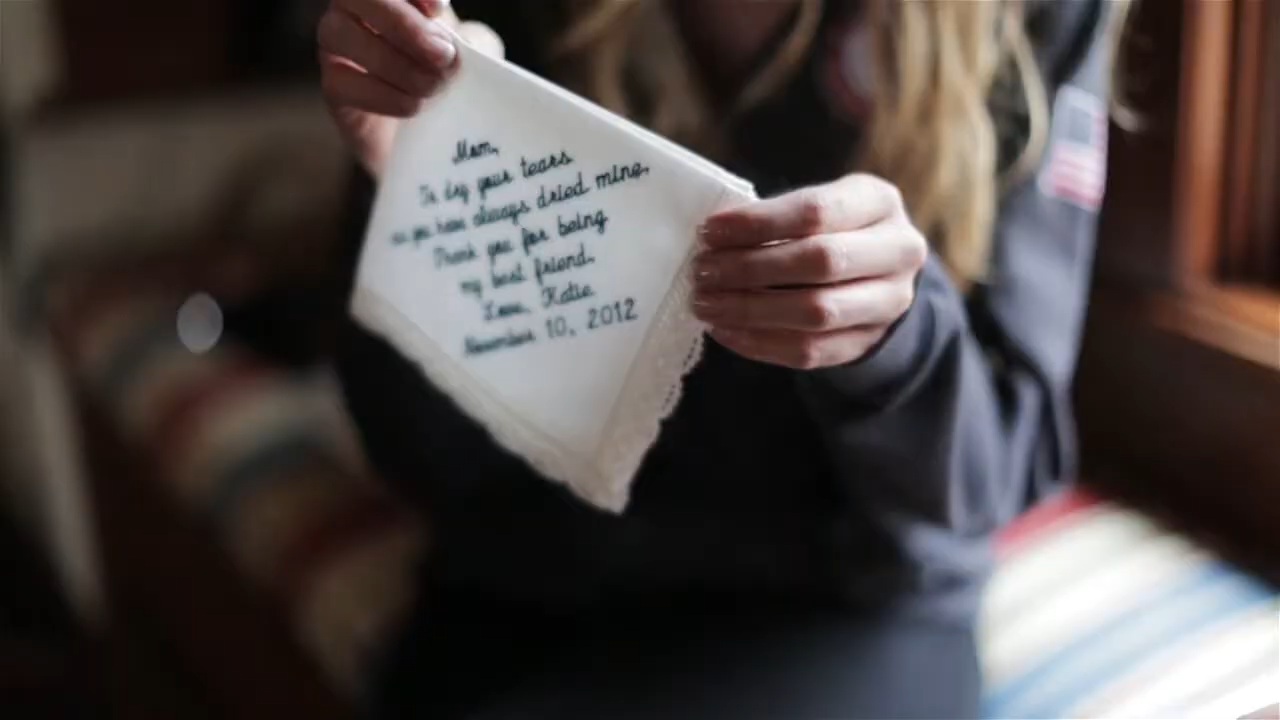 Mom,
To dry your tears
as you have always dried mine.
Thank you for being
my best friend.
Love, Katie
November 10, 2012